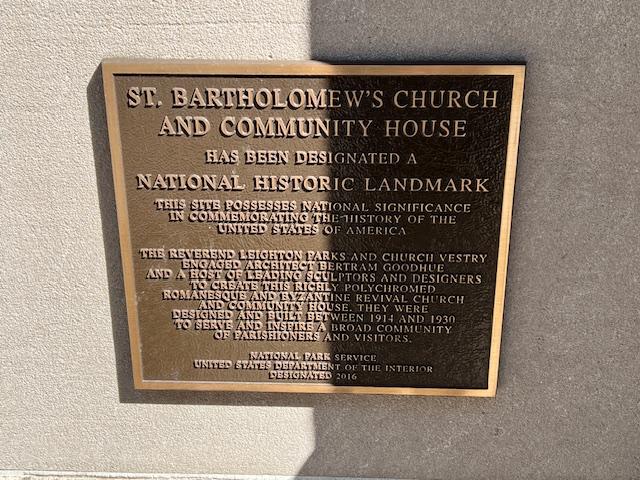 ST. BARTHOLOMEW'S CHURCH
AND COMMUNITY HOUSE
HAS BEEN DESIGNATED A
NATIONAL HISTORIC LANDMARK
THIS SITE POSSESSES NATIONAL SIGNIFICANCE
IN COMMEMORATING THE HISTORY OF THE
UNITED STATES OF AMERICA
THE REVEREND LEIGHTON PARKS AND CHURCH VESTRY
ENGAGED ARCHITECT BERTRAM GOODHUE
AND A HOST OF LEADING SCULPTORS AND DESIGNERS
TO CREATE THIS RICHLY POLYCHROMED
ROMANESQUE AND BYZANTINE REVIVAL CHURCH
AND COMMUNITY HOUSE. THEY WERE
DESIGNED AND BUILT BETWEEN 1914 AND 1930
TO SERVE AND INSPIRE A BROAD COMMUNITY
OF PARISHIONERS AND VISITORS.
NATIONAL PARK SERVICE
UNITED STATES DEPARTMENT OF THE INTERIOR
DESIGNATED 2016